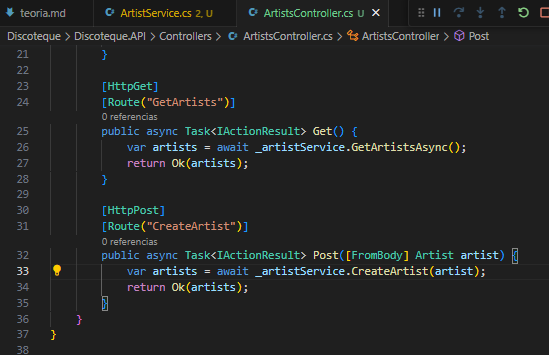 teoria.md ArtistService.cs 2, U ArtistsController.cs U
Discoteque > Discoteque.API > Controllers > ArtistsController.cs > ArtistsController > Post
21 }
22
23 [HttpGet]
24 [Route("GetArtists")]
0 referencias
25 public async Task<IActionResult> Get() {
26 var artists = await _artistService.GetArtistsAsync();
27 return Ok(artists);
28 }
29
30 [HttpPost]
31 [Route("CreateArtist")]
0 referencias
32 public async Task<IActionResult> Post([FromBody] Artist artist) {
33 var artists = await _artistService.CreateArtist(artist);
34 return Ok(artists);
35 }
36 }
37 }
38